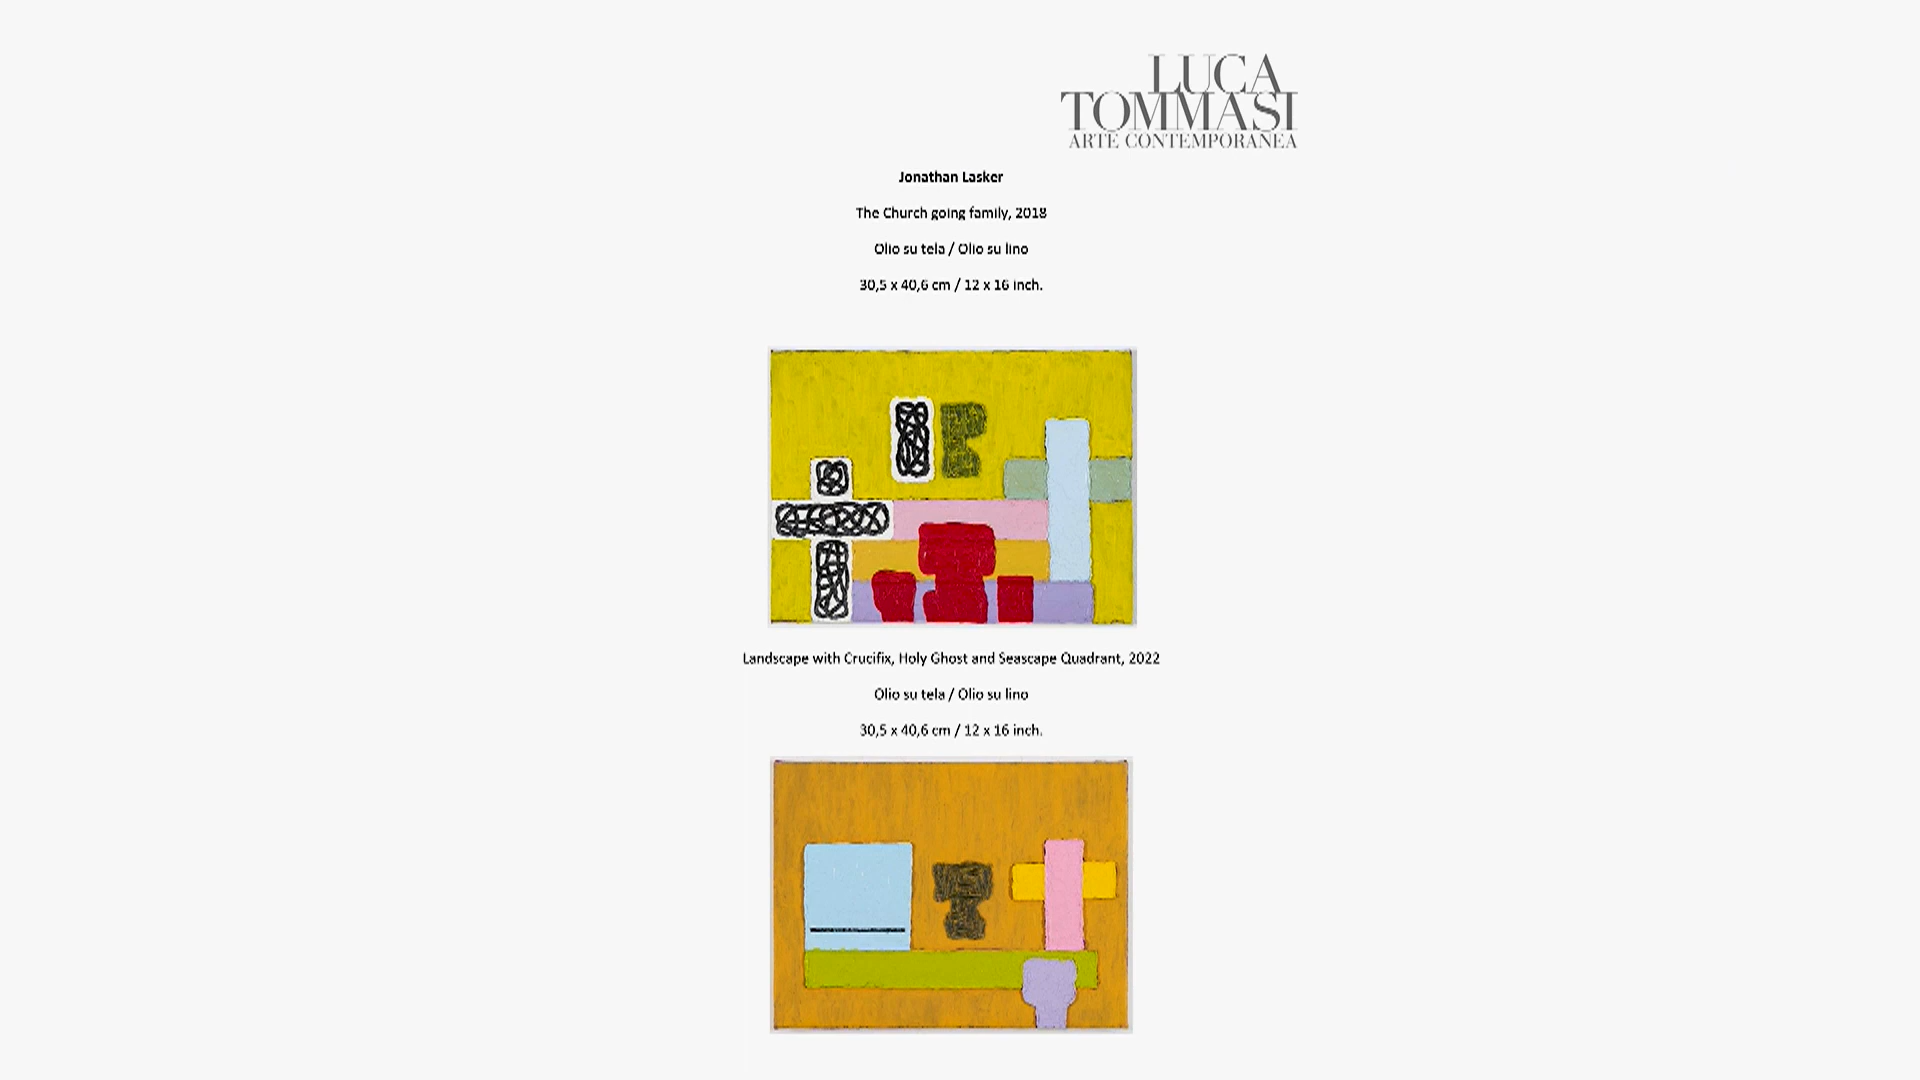 LUCA
TOMMASI
ARTE CONTEMPORANEA
Jonathan Lasker
The Church going family, 2018
Olio su tela / Olio su lino
30,5 x 40,6 cm / 12 x 16 inch.
Landscape with Crucifix, Holy Ghost and Seascape Quadrant, 2022
Olio su tela / Olio su lino
30,5 x 40,6 cm / 12 x 16 inch.